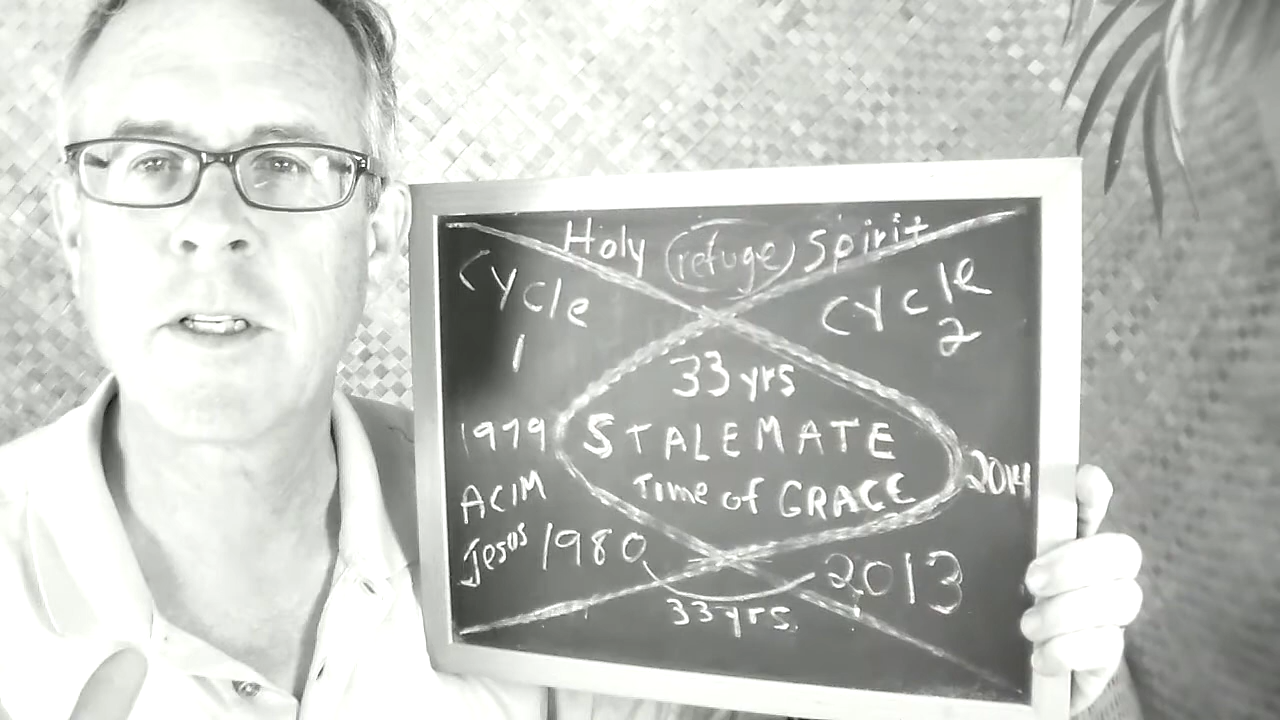 Holy refuge Spirit
Cycle
1
Cycle
2
33 yrs
STALEMATE
Time of GRACE
1979
ACIM
Jesus 1980
2014
2013
33 yrs.